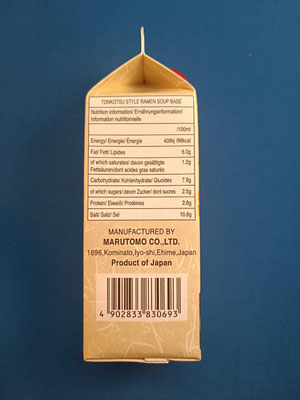 TONKOTSU STYLE RAMEN SOUP BASE
Nutrition information/ Ernährungsinformation/
Information nutritionnelle
/100ml
Energy/ Energie/ Énergie 409kj /98kcal
Fat/ Fett/ Lipides 6.0g
of which saturates/ davon gesättigte
Fettsäuren/dont acides gras saturés 1.2g
Carbohydrate/ Kohlenhydrate/ Glucides 7.9g
of which sugars/ davon Zucker/ dont sucres 2.5g
Protein/ Eiweiß/ Protéines 2.6g
Salt/ Salz/ Sel 10.6g
MANUFACTURED BY
MARUTOMO CO.,LTD.
1696,Kominato,Iyo-shi,Ehime,Japan
Product of Japan
4 902833 830693